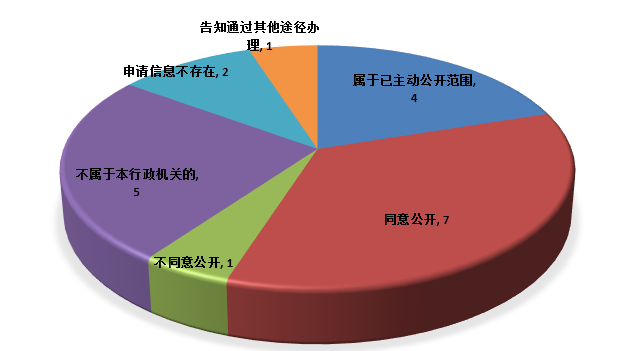 告知通过其他途径办
理, 1
申请信息不存在, 2
属于已主动公开范围,
4
不属于本行政机关的,
5
同意公开, 7
不同意公开, 1